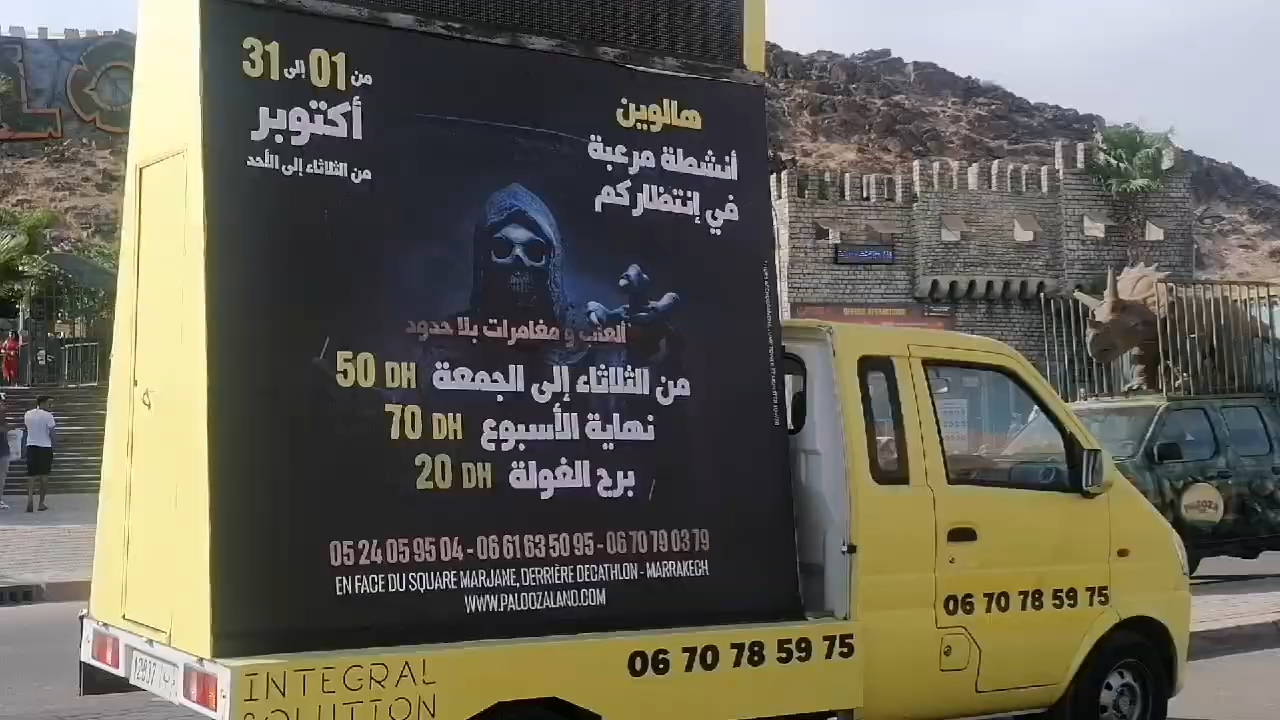 من 01 إلى 31
أكتوبر
من الثلاثاء إلى الأحد
هالوين
أنشطة مرعبة
في إنتظاركم
ألعاب و مغامرات بلا حدود
من الثلاثاء إلى الجمعة 50 DH
نهاية الأسبوع 70 DH
برج الغولة 20 DH
05 24 05 95 04 - 06 61 63 50 95 - 06 70 79 03 79
EN FACE DU SQUARE MARJANE, DERRIÈRE DECATHLON - MARRAKECH
WWW.PALOOZALAND.COM
06 70 78 59 75
06 70 78 59 75
INTEGRAL
SOLUTION
PALOOZA